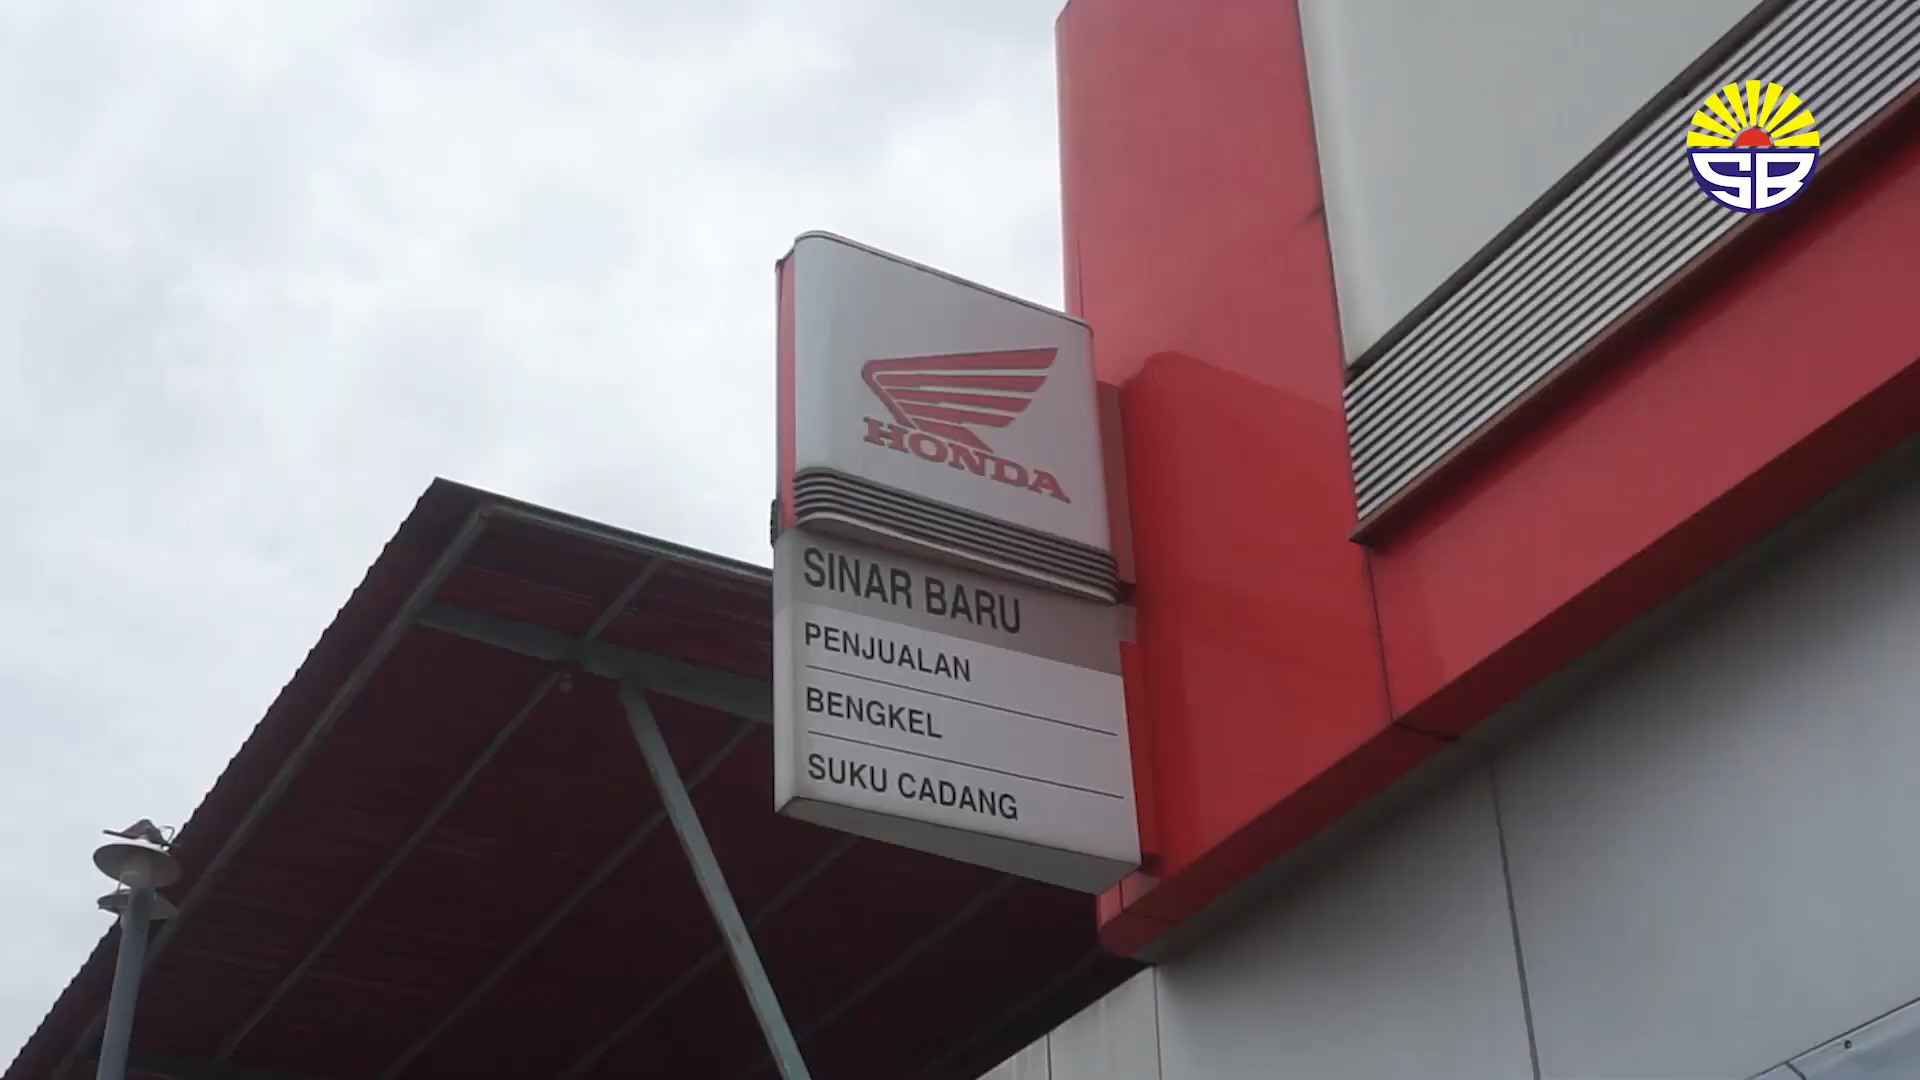 SB
HONDA
SINAR BARU
PENJUALAN
BENGKEL
SUKU CADANG